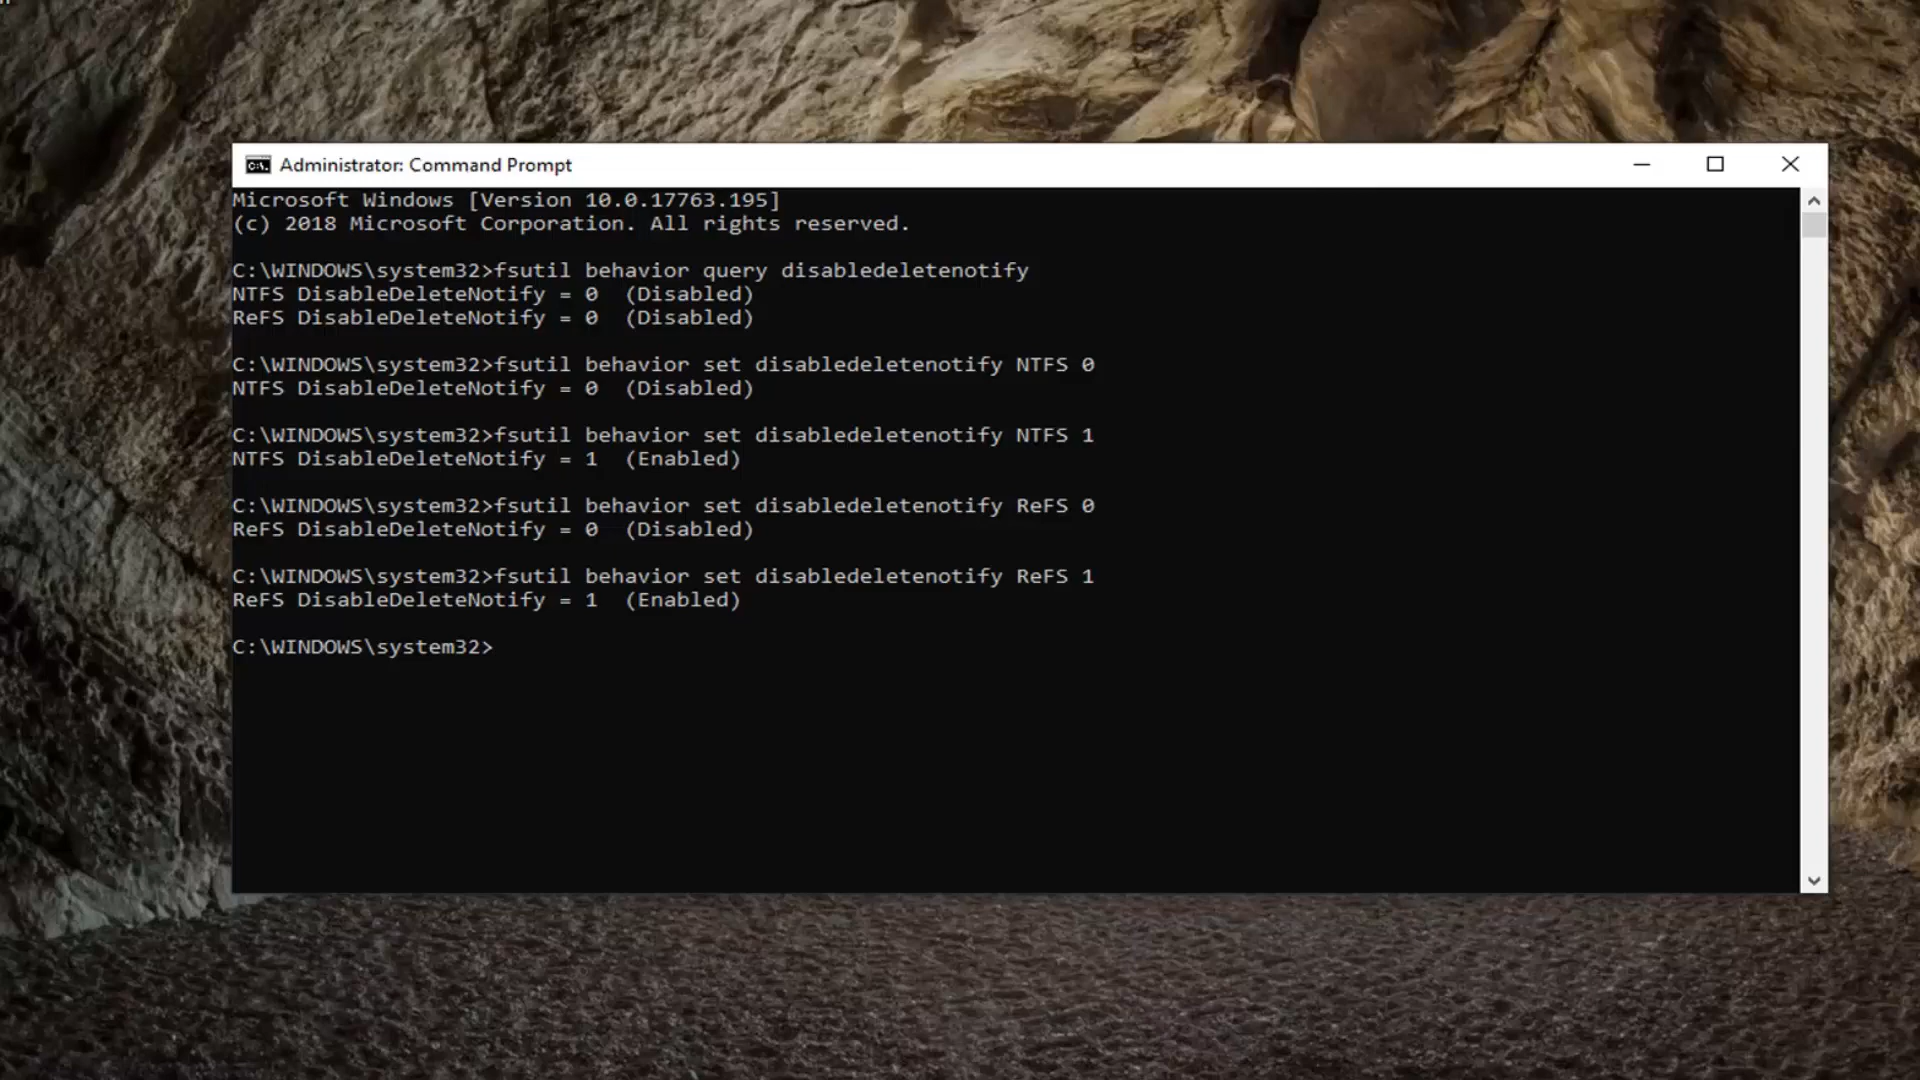 Administrator: Command Prompt
Microsoft Windows [Version 10.0.17763.195]
(c) 2018 Microsoft Corporation. All rights reserved.
C:\WINDOWS\system32>fsutil behavior query disabledeletenotify
NTFS DisableDeleteNotify = 0  (Disabled)
ReFS DisableDeleteNotify = 0  (Disabled)
C:\WINDOWS\system32>fsutil behavior set disabledeletenotify NTFS 0
NTFS DisableDeleteNotify = 0  (Disabled)
C:\WINDOWS\system32>fsutil behavior set disabledeletenotify NTFS 1
NTFS DisableDeleteNotify = 1  (Enabled)
C:\WINDOWS\system32>fsutil behavior set disabledeletenotify ReFS 0
ReFS DisableDeleteNotify = 0  (Disabled)
C:\WINDOWS\system32>fsutil behavior set disabledeletenotify ReFS 1
ReFS DisableDeleteNotify = 1  (Enabled)
C:\WINDOWS\system32>